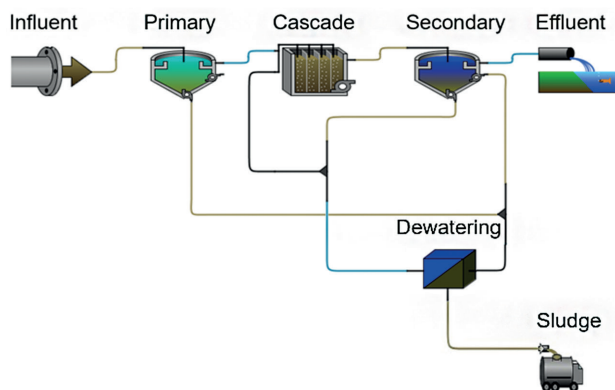 Influent
Primary
Cascade
Secondary
Effluent
Dewatering
Sludge